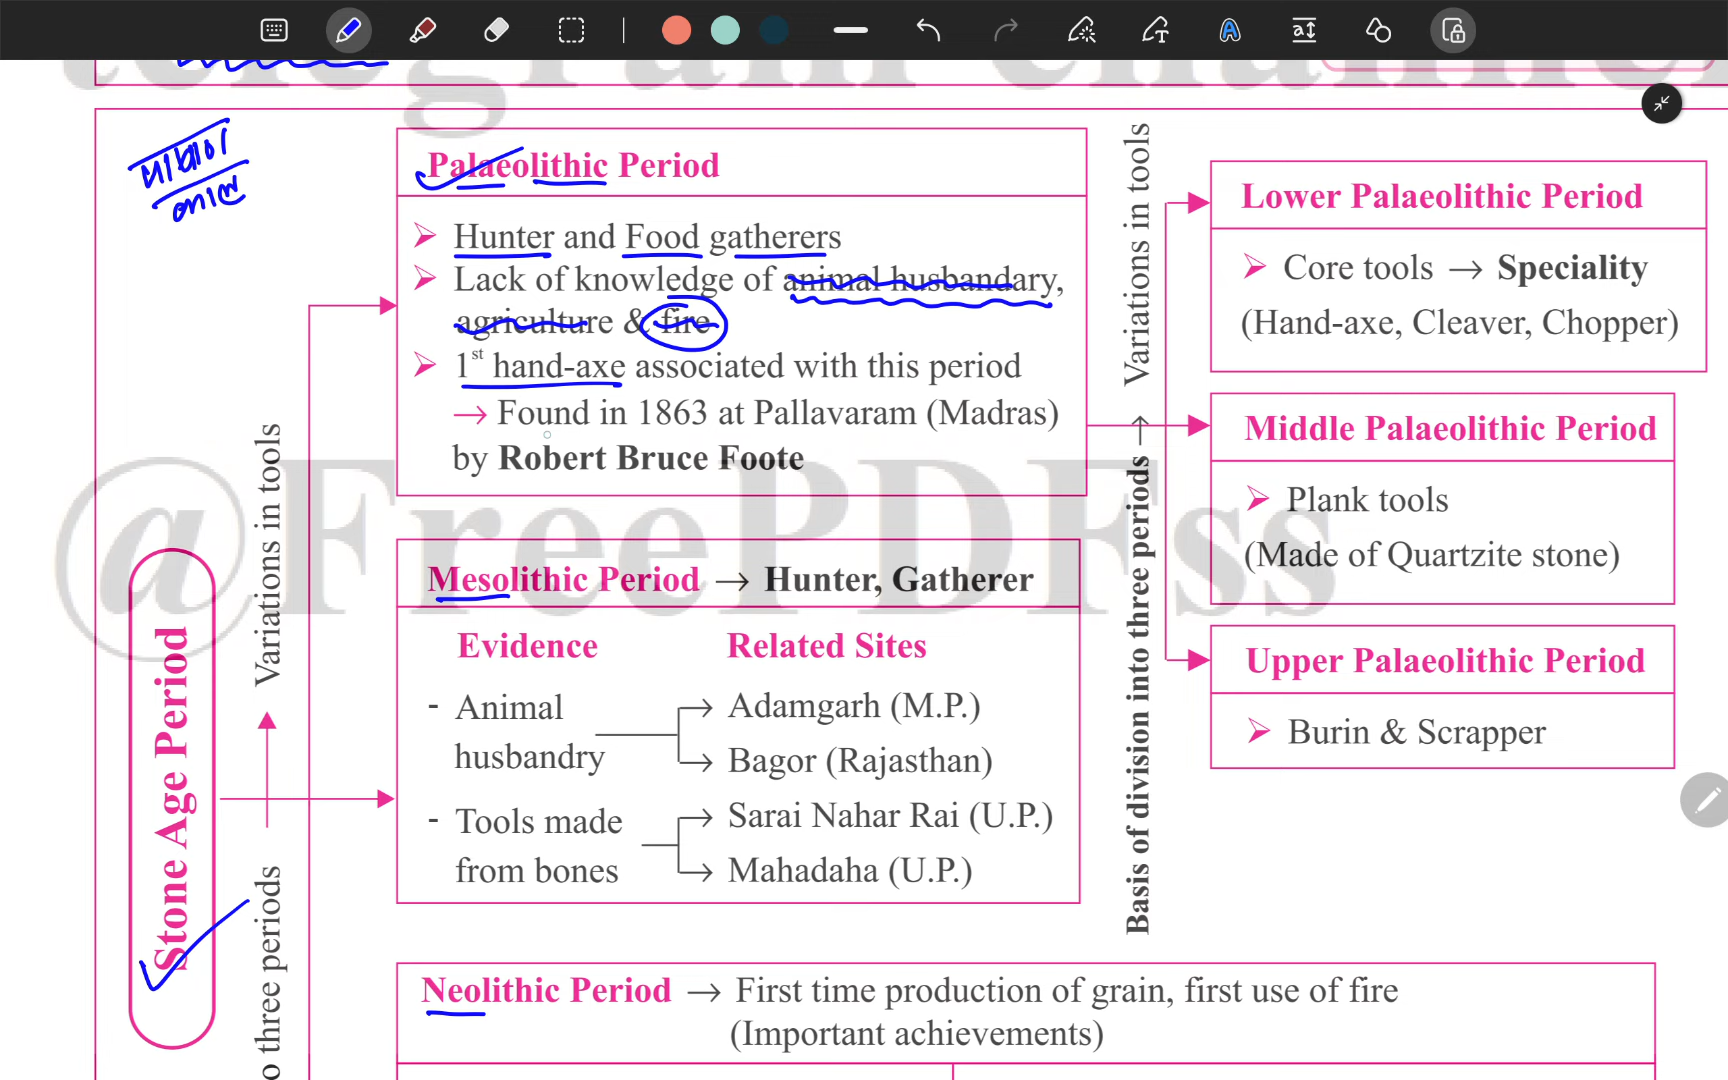 telegram channel
Palaeolithic Period
➢ Hunter and Food gatherers
➢ Lack of knowledge of animal husbandary,
agriculture & fire
➢ 1st hand-axe associated with this period
→ Found in 1863 at Pallavaram (Madras)
by Robert Bruce Foote
Variations in tools
Basis of division into three periods → Variations in tools
Lower Palaeolithic Period
➢ Core tools → Speciality
(Hand-axe, Cleaver, Chopper)
Middle Palaeolithic Period
➢ Plank tools
(Made of Quartzite stone)
Upper Palaeolithic Period
➢ Burin & Scrapper
@FreePDFss
Stone Age Period
o three periods
Mesolithic Period → Hunter, Gatherer
Evidence Related Sites
- Animal husbandry → Adamgarh (M.P.)
→ Bagor (Rajasthan)
- Tools made from bones → Sarai Nahar Rai (U.P.)
→ Mahadaha (U.P.)
Neolithic Period → First time production of grain, first use of fire
(Important achievements)